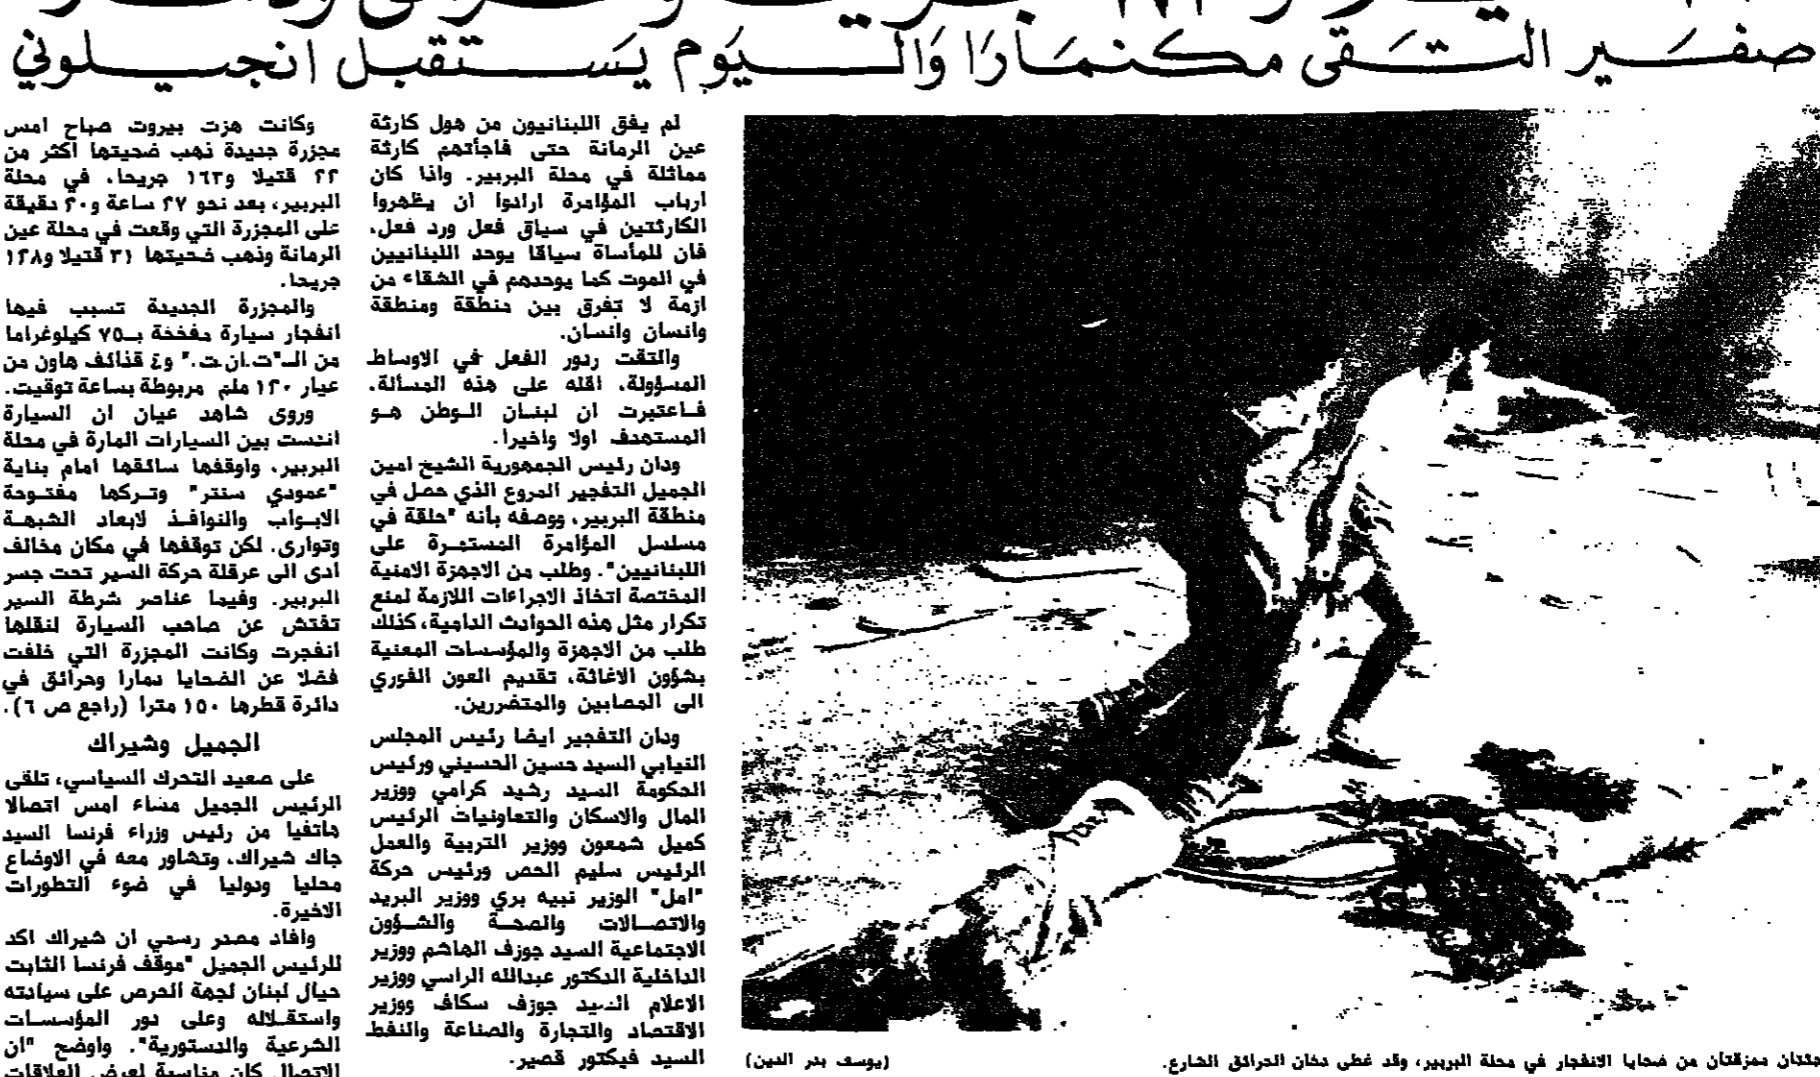 صفير التقى مكنمارا واليوم يستقبل انجيلوني
لم يفق اللبنانيون من هول كارثة
عين الرمانة حتى فاجأتهم كارثة
مماثلة في محلة البربير. واذا كان
ارباب المؤامرة ارادوا ان يظهروا
الكارثتين في سياق فعل ورد فعل،
فان للمأساة سياقا يوحد اللبنانيين
في الموت كما يوحدهم في الشقاء من
ازمة لا تفرق بين منطقة ومنطقة
وانسان وانسان.
والتقت ردور الفعل في الاوساط
المسؤولة، اقله على هذه المسألة،
فاعتبرت ان لبنان الوطن هو
المستهدف اولا واخيرا.
ودان رئيس الجمهورية الشيخ امين
الجميل التفجير المروع الذي حصل في
منطقة البربير، ووصفه بأنه "حلقة في
مسلسل المؤامرة المستمرة على
اللبنانيين". وطلب من الاجهزة الامنية
المختصة اتخاذ الاجراءات اللازمة لمنع
تكرار مثل هذه الحوادث الدامية، كذلك
طلب من الاجهزة والمؤسسات المعنية
بشؤون الاغاثة، تقديم العون الفوري
الى المصابين والمتضررين.
ودان التفجير ايضا رئيس المجلس
النيابي السيد حسين الحسيني ورئيس
الحكومة السيد رشيد كرامي ووزير
المال والاسكان والتعاونيات الرئيس
كميل شمعون ووزير التربية والعمل
الرئيس سليم الحص ورئيس حركة
"امل" الوزير نبيه بري ووزير البريد
والاتصالات والصحة والشؤون
الاجتماعية السيد جوزف الهاشم ووزير
الداخلية الدكتور عبدالله الراسي ووزير
الاعلام السيد جوزف سكاف ووزير
الاقتصاد والتجارة والصناعة والنفط
السيد فيكتور قصير.
وكانت هزت بيروت صباح امس
مجزرة جديدة ذهب ضحيتها اكثر من
٢٢ قتيلا و١٦٣ جريحا، في محلة
البربير، بعد نحو ٢٧ ساعة و٢٠ دقيقة
على المجزرة التي وقعت في محلة عين
الرمانة وذهب ضحيتها ٣١ قتيلا و١٢٨
جريحا.
والمجزرة الجديدة تسبب فيها
انفجار سيارة مفخخة بـ٧٥ كيلوغراما
من الـ"ت.ان.ت." و٤ قذائف هاون من
عيار ١٢٠ ملم مربوطة بساعة توقيت.
وروى شاهد عيان ان السيارة
اندست بين السيارات المارة في محلة
البربير، واوقفها سائقها امام بناية
"عمودي سنتر" وتركها مفتوحة
الابواب والنوافذ لابعاد الشبهة
وتوارى. لكن توقفها في مكان مخالف
ادى الى عرقلة حركة السير تحت جسر
البربير. وفيما عناصر شرطة السير
تفتش عن صاحب السيارة لنقلها
انفجرت وكانت المجزرة التي خلفت
فضلا عن الضحايا دمارا وحرائق في
دائرة قطرها ١٥٠ مترا (راجع ص ٦).
الجميل وشيراك
على صعيد التحرك السياسي، تلقى
الرئيس الجميل مساء امس اتصالا
هاتفيا من رئيس وزراء فرنسا السيد
جاك شيراك، وتشاور معه في الاوضاع
محليا ودوليا في ضوء التطورات
الاخيرة.
وافاد مصدر رسمي ان شيراك اكد
للرئيس الجميل "موقف فرنسا الثابت
حيال لبنان لجهة الحرص على سيادته
واستقلاله وعلى دور المؤسسات
الشرعية والدستورية". واوضح "ان
الاتصال كان مناسبة لعرض العلاقات
جثتان ممزقتان من ضحايا الانفجار في محلة البربير، وقد غطى دخان الحرائق الشارع.
(يوسف بدر الدين)